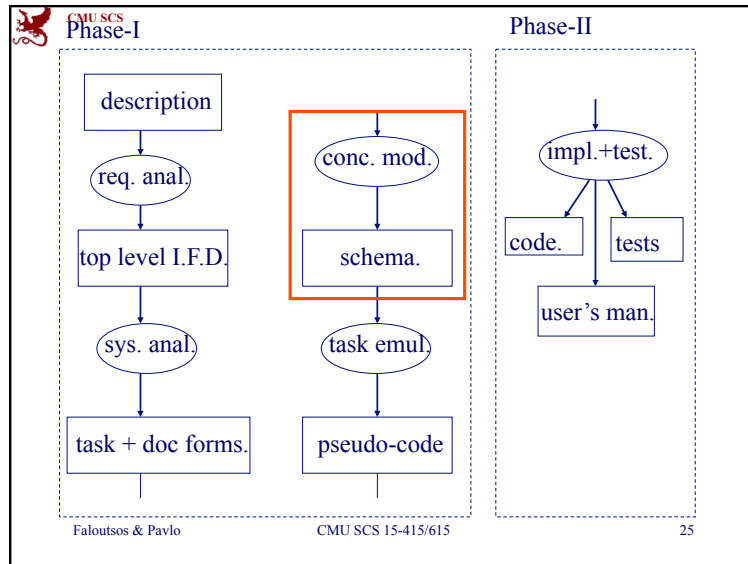 CMU SCS
Phase-I
Phase-II
description
req. anal.
top level I.F.D.
sys. anal.
task + doc forms.
conc. mod.
schema.
task emul.
pseudo-code
impl.+test.
code.
tests
user's man.
Faloutsos & Pavlo
CMU SCS 15-415/615
25